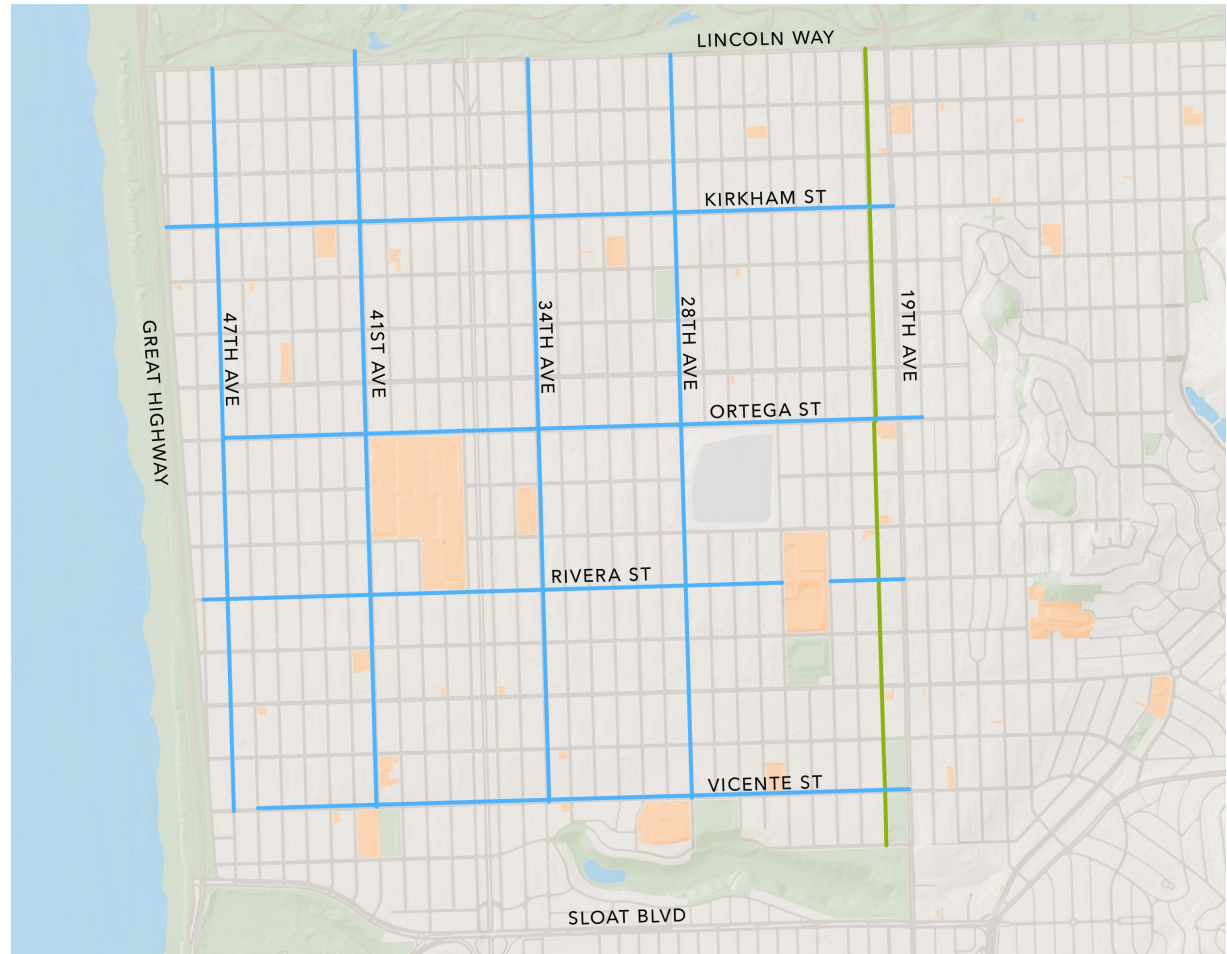 LINCOLN WAY
KIRKHAM ST
19TH AVE
28TH AVE
34TH AVE
41ST AVE
47TH AVE
GREAT HIGHWAY
ORTEGA ST
RIVERA ST
VICENTE ST
SLOAT BLVD